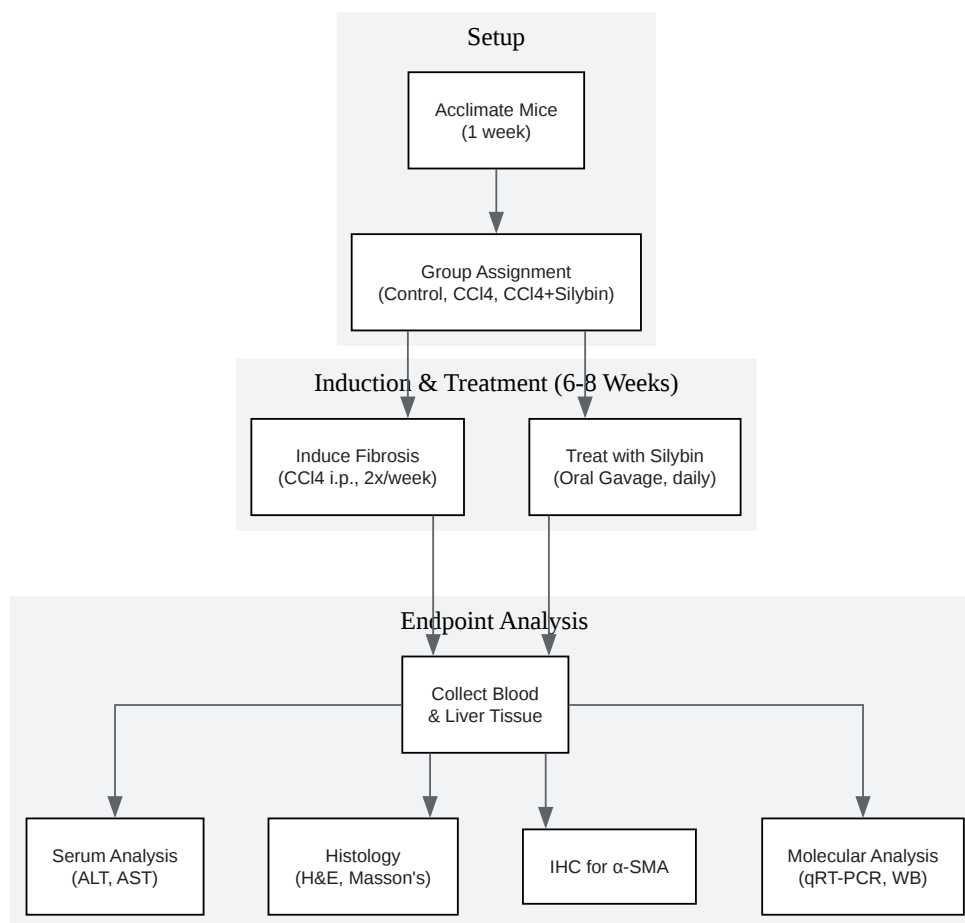 Setup
Acclimate Mice
(1 week)
Group Assignment
(Control, CCl4, CCl4+Silybin)
Induction & Treatment (6-8 Weeks)
Induce Fibrosis
(CCl4 i.p., 2x/week)
Treat with Silybin
(Oral Gavage, daily)
Endpoint Analysis
Collect Blood
& Liver Tissue
Serum Analysis
(ALT, AST)
Histology
(H&E, Masson's)
IHC for α-SMA
Molecular Analysis
(qRT-PCR, WB)